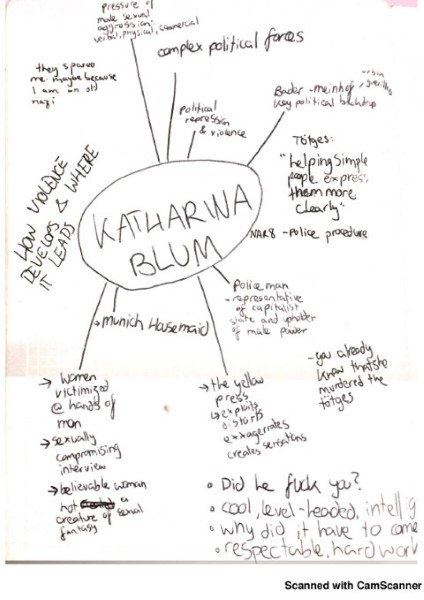 pressure of
male sexual
aggression:
verbal, physical, commercial
complex political forces
they spared
me. maybe because
I am an old
nazi
Political
repression
& violence
Bader-meinhof
urban
guerilla
key political backdrop
Tötges:
"helping simple
people express
them more
clearly"
HOW VIOLENCE
DEVELOPS & WHERE
IT LEADS
KATHARINA
BLUM
NAR8 - Police procedure
Police man
- representative
of capitalist
state and upholder
of male power
→ Munich Housemaid
→ Women
victimized
@ hands of
man
→ sexually
compromising
interview
→ believable woman
not a
creature of sexual
fantasy
→ the yellow
press
↳ exploits
distorts
exxagerates
creates sensations
- you already
know that she
murdered the
tötges
• Did he fuck you?
• cool, level-headed, intellig
• why did it have to come
• respectable, hard work
Scanned with CamScanner